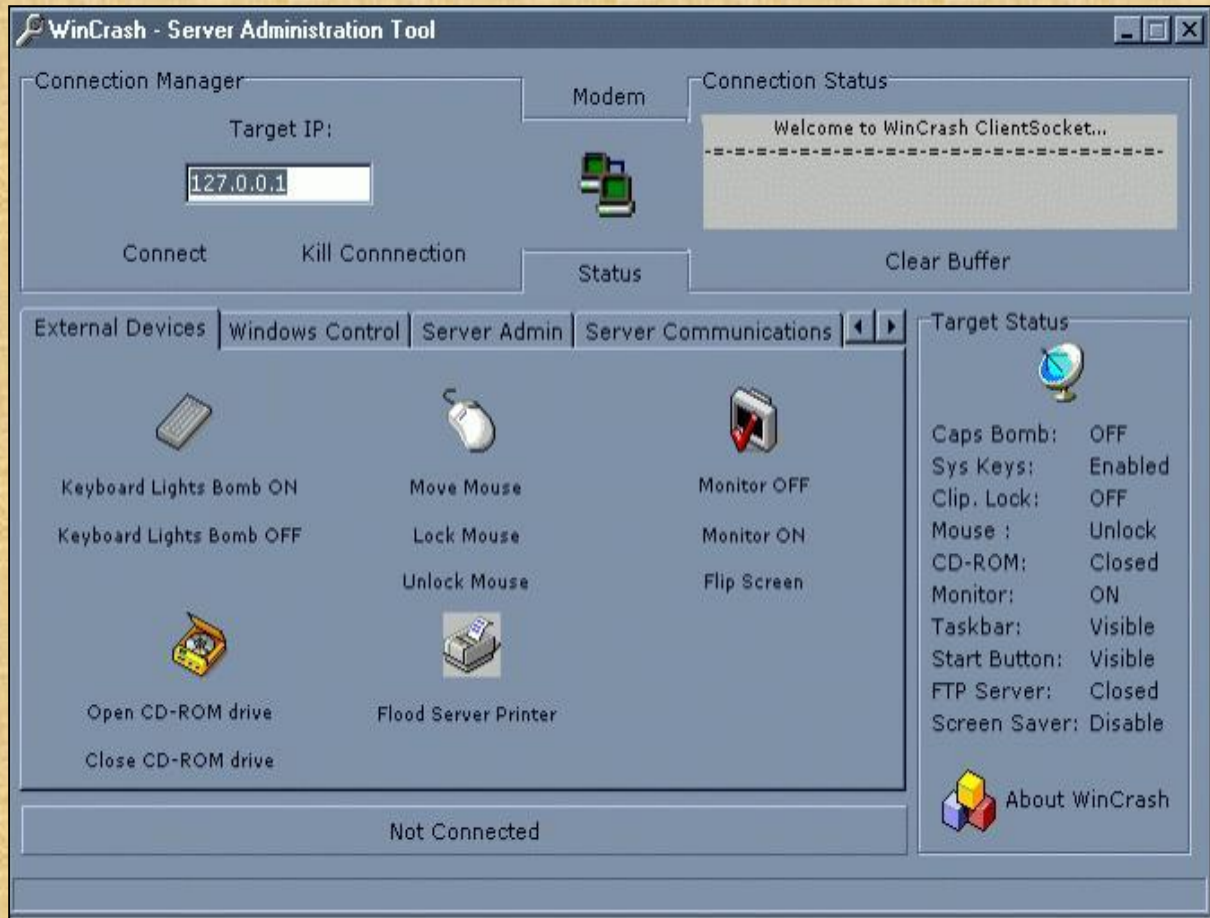 WinCrash - Server Administration Tool
Connection Manager
Target IP:
127.0.0.1
Connect
Kill Connnection
Modem
Status
Connection Status
Welcome to WinCrash ClientSocket...
-=-=-=-=-=-=-=-=-=-=-=-=-=-=-=-=-=-=-=-=-=-=-
Clear Buffer
External Devices
Windows Control
Server Admin
Server Communications
Keyboard Lights Bomb ON
Keyboard Lights Bomb OFF
Move Mouse
Lock Mouse
Unlock Mouse
Monitor OFF
Monitor ON
Flip Screen
Open CD-ROM drive
Close CD-ROM drive
Flood Server Printer
Not Connected
Target Status
Caps Bomb: OFF
Sys Keys: Enabled
Clip. Lock: OFF
Mouse : Unlock
CD-ROM: Closed
Monitor: ON
Taskbar: Visible
Start Button: Visible
FTP Server: Closed
Screen Saver: Disable
About WinCrash